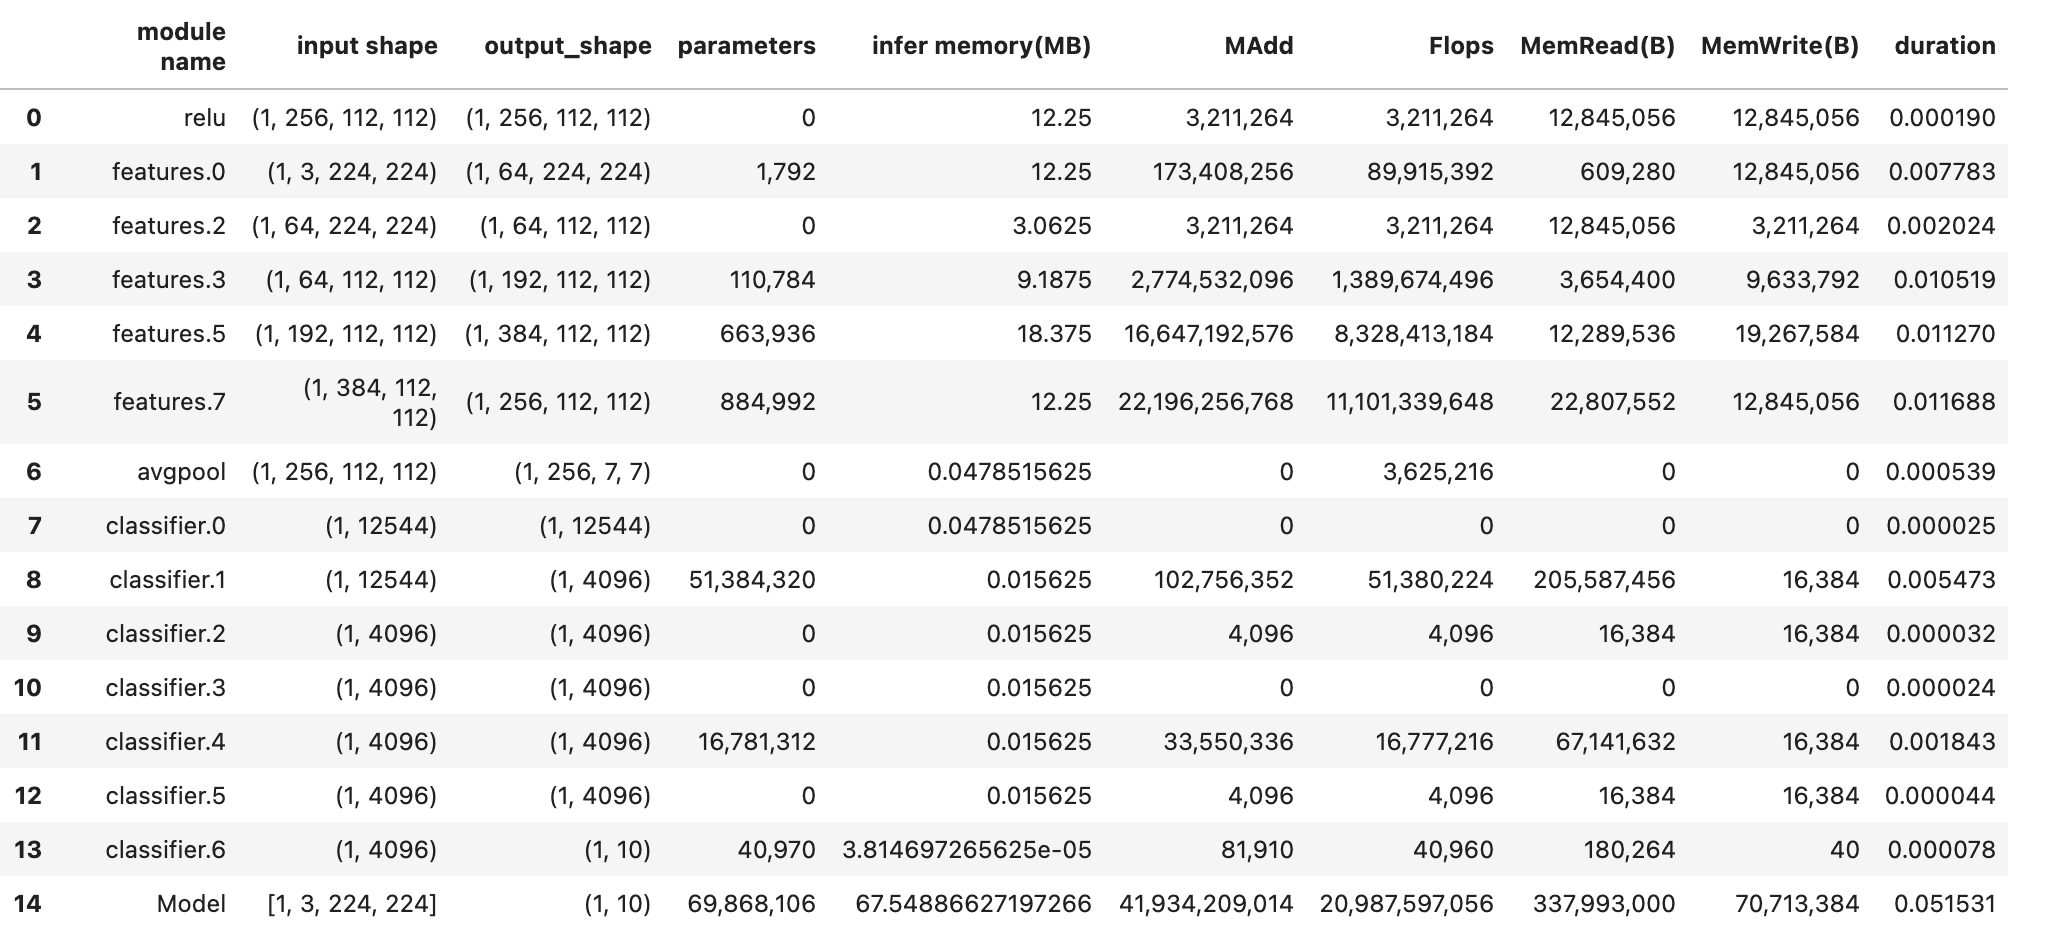 module name input shape output_shape parameters infer memory(MB) MAdd Flops MemRead(B) MemWrite(B) duration
0 relu (1, 256, 112, 112) (1, 256, 112, 112) 0 12.25 3,211,264 3,211,264 12,845,056 12,845,056 0.000190
1 features.0 (1, 3, 224, 224) (1, 64, 224, 224) 1,792 12.25 173,408,256 89,915,392 609,280 12,845,056 0.007783
2 features.2 (1, 64, 224, 224) (1, 64, 112, 112) 0 3.0625 3,211,264 3,211,264 12,845,056 3,211,264 0.002024
3 features.3 (1, 64, 112, 112) (1, 192, 112, 112) 110,784 9.1875 2,774,532,096 1,389,674,496 3,654,400 9,633,792 0.010519
4 features.5 (1, 192, 112, 112) (1, 384, 112, 112) 663,936 18.375 16,647,192,576 8,328,413,184 12,289,536 19,267,584 0.011270
5 features.7 (1, 384, 112, 112) (1, 256, 112, 112) 884,992 12.25 22,196,256,768 11,101,339,648 22,807,552 12,845,056 0.011688
6 avgpool (1, 256, 112, 112) (1, 256, 7, 7) 0 0.0478515625 0 3,625,216 0 0 0.000539
7 classifier.0 (1, 12544) (1, 12544) 0 0.0478515625 0 0 0 0 0.000025
8 classifier.1 (1, 12544) (1, 4096) 51,384,320 0.015625 102,756,352 51,380,224 205,587,456 16,384 0.005473
9 classifier.2 (1, 4096) (1, 4096) 0 0.015625 4,096 4,096 16,384 16,384 0.000032
10 classifier.3 (1, 4096) (1, 4096) 0 0.015625 0 0 0 0 0.000024
11 classifier.4 (1, 4096) (1, 4096) 16,781,312 0.015625 33,550,336 16,777,216 67,141,632 16,384 0.001843
12 classifier.5 (1, 4096) (1, 4096) 0 0.015625 4,096 4,096 16,384 16,384 0.000044
13 classifier.6 (1, 4096) (1, 10) 40,970 3.814697265625e-05 81,910 40,960 180,264 40 0.000078
14 Model [1, 3, 224, 224] (1, 10) 69,868,106 67.54886627197266 41,934,209,014 20,987,597,056 337,993,000 70,713,384 0.051531